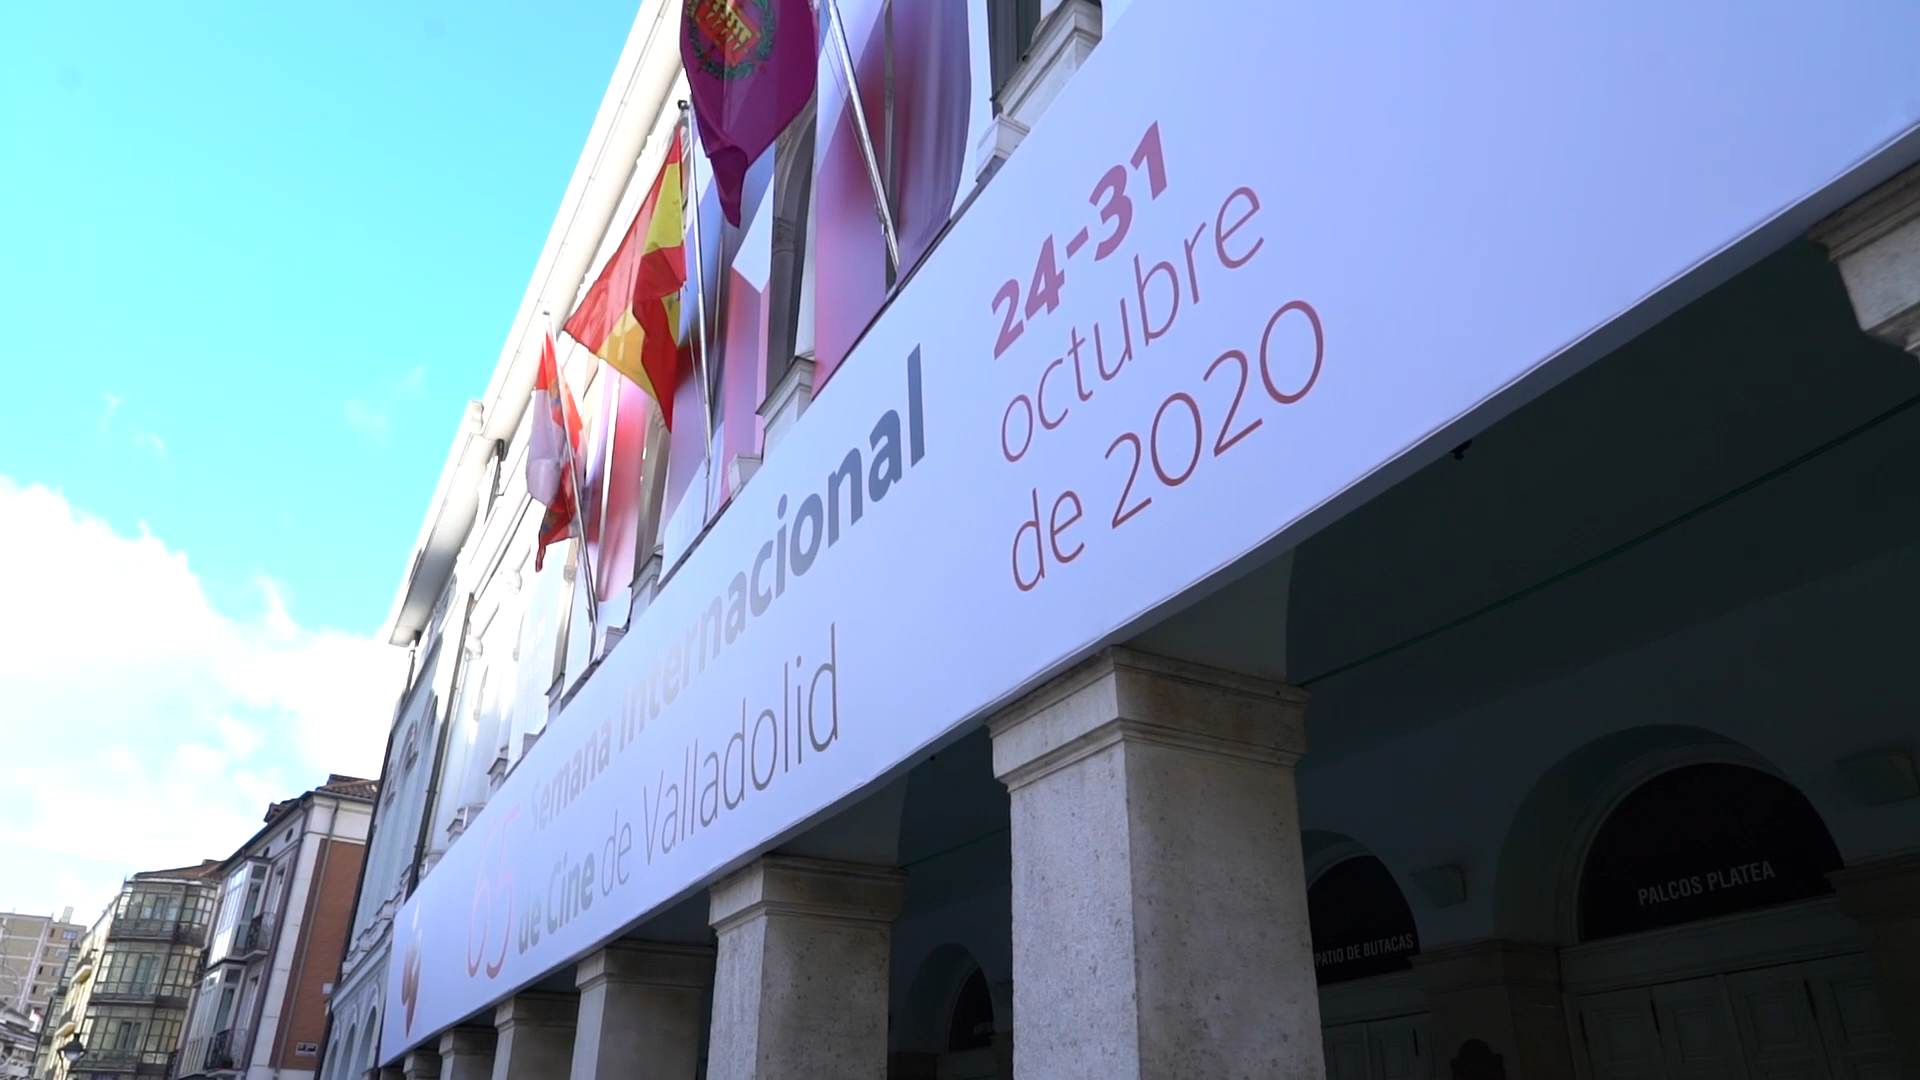 65
Semana Internacional
de Cine de Valladolid
24-31
octubre
de 2020
PATIO DE BUTACAS
PALCOS PLATEA